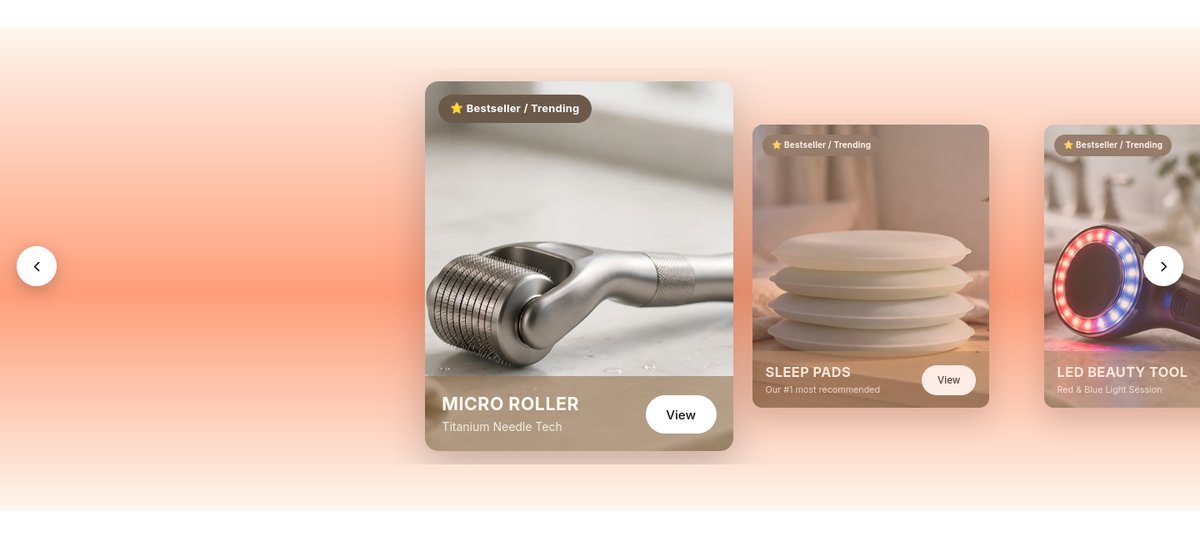 ⭐ Bestseller / Trending
MICRO ROLLER
Titanium Needle Tech
View
⭐ Bestseller / Trending
SLEEP PADS
Our #1 most recommended
View
⭐ Bestseller / Trending
LED BEAUTY TOOL
Red & Blue Light Session